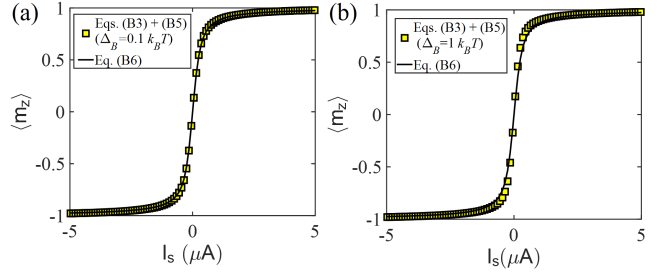 (a)
Eqs. (B3) + (B5)
(Δ_B=0.1 k_BT)
Eq. (B6)
1
0.5
0
-0.5
-1
⟨m_z⟩
-5
0
5
I_s (μA)
(b)
Eqs. (B3) + (B5)
(Δ_B=1 k_BT)
Eq. (B6)
1
0.5
0
-0.5
-1
⟨m_z⟩
-5
0
5
I_s(μA)